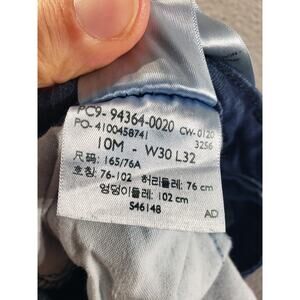 PC9- 94364-0020
PO- 4100458741 CW-0120
3256
10M - W30 L32
尺码: 165/76A
호칭: 76-102 허리둘레: 76 cm
엉덩이둘레: 102 cm
S46148
AD